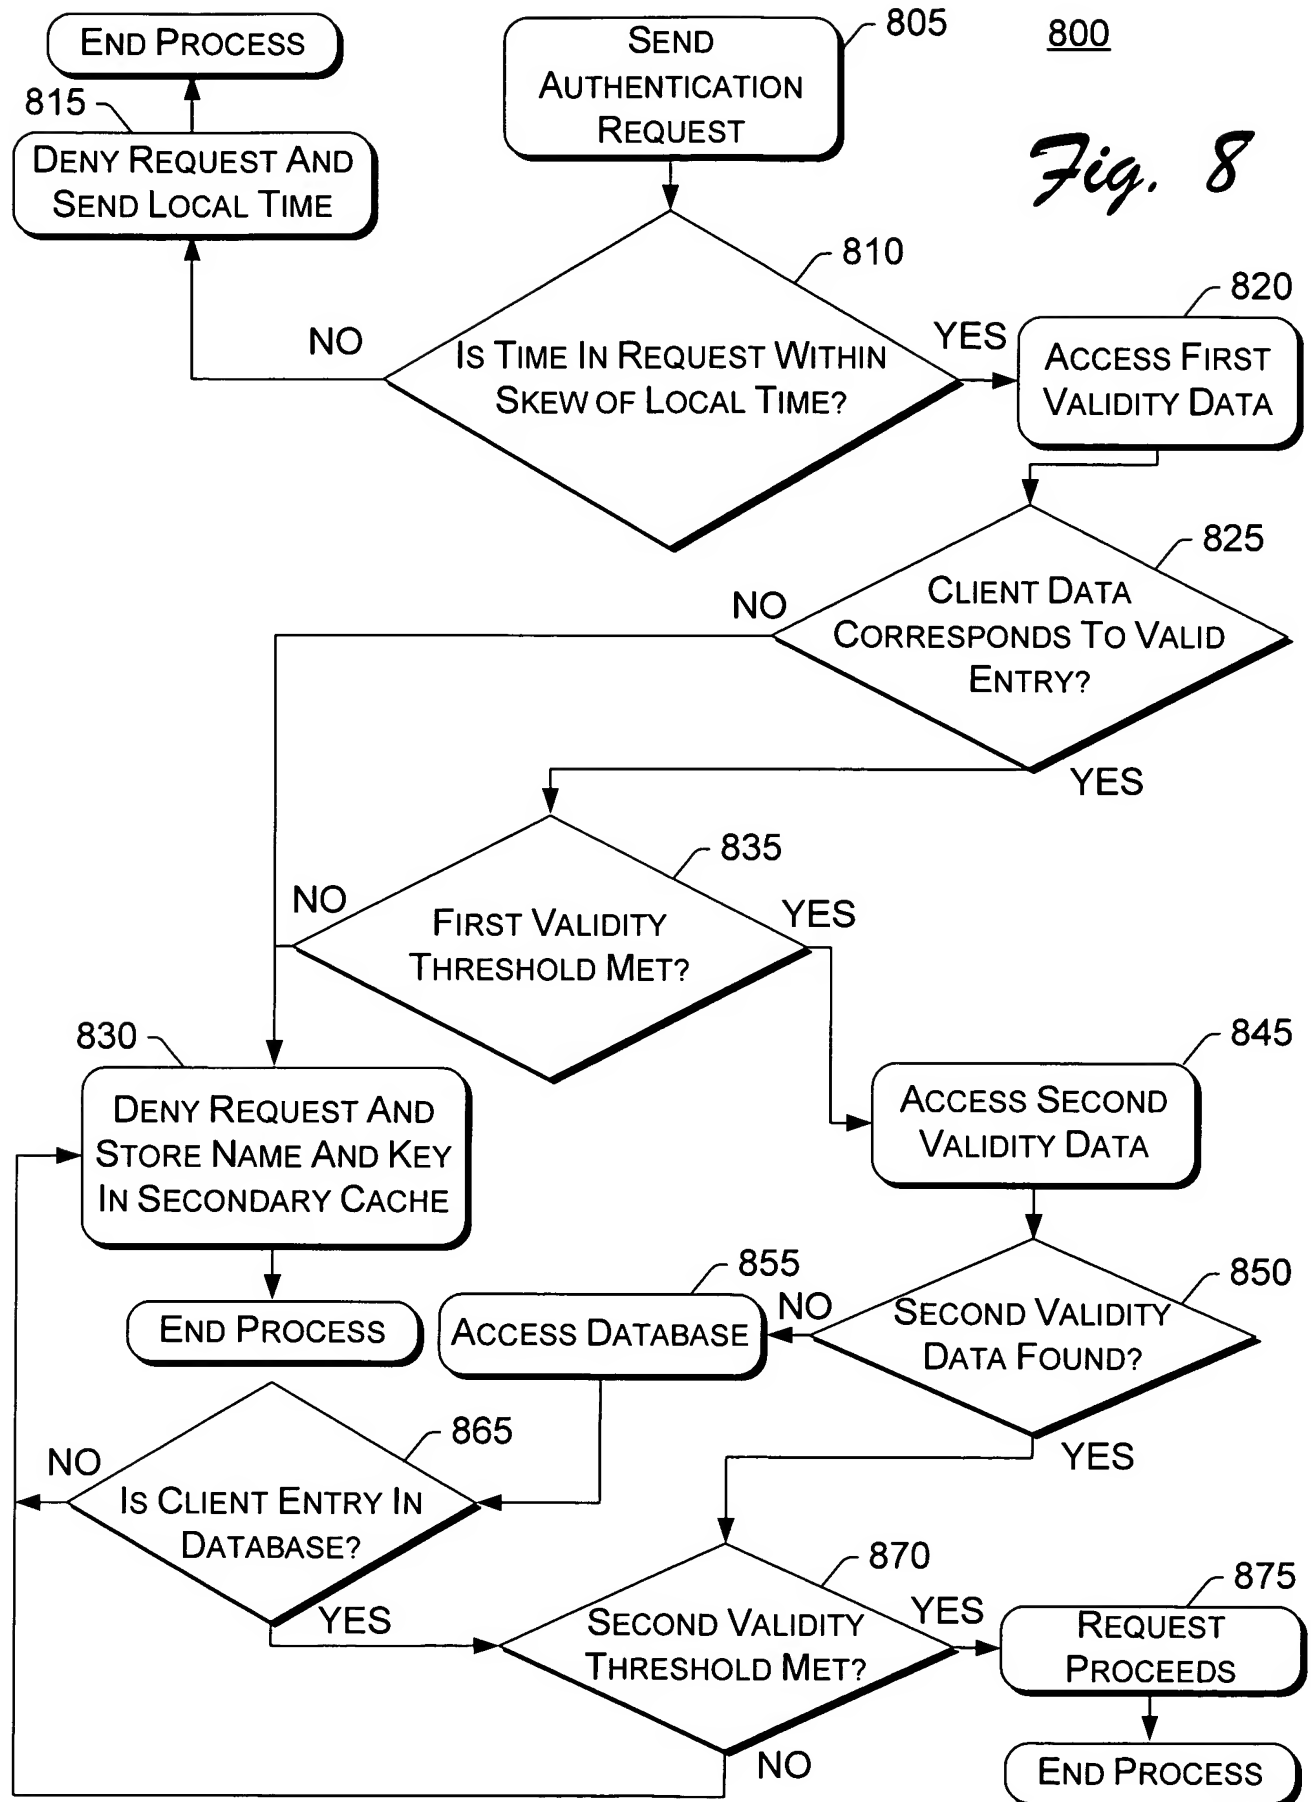 END PROCESS
815
DENY REQUEST AND
SEND LOCAL TIME
SEND
AUTHENTICATION
REQUEST
805
800
Fig. 8
810
NO
IS TIME IN REQUEST WITHIN
SKEW OF LOCAL TIME?
YES
820
ACCESS FIRST
VALIDITY DATA
825
NO
CLIENT DATA
CORRESPONDS TO VALID
ENTRY?
YES
835
NO
FIRST VALIDITY
THRESHOLD MET?
YES
830
DENY REQUEST AND
STORE NAME AND KEY
IN SECONDARY CACHE
END PROCESS
845
ACCESS SECOND
VALIDITY DATA
850
SECOND VALIDITY
DATA FOUND?
NO
YES
855
ACCESS DATABASE
865
NO
IS CLIENT ENTRY IN
DATABASE?
YES
870
SECOND VALIDITY
THRESHOLD MET?
YES
NO
875
REQUEST
PROCEEDS
END PROCESS